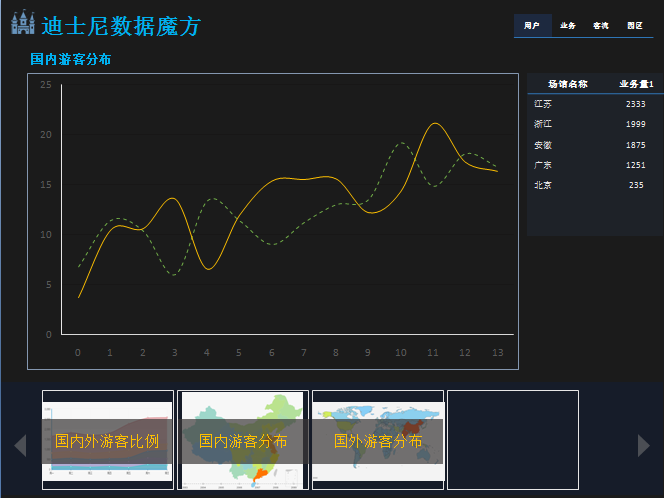 迪士尼数据魔方
用户 业务 客流 园区
国内游客分布
场馆名称 业务量1
江苏 2333
浙江 1999
安徽 1875
广东 1251
北京 235
25
20
15
10
5
0
0 1 2 3 4 5 6 7 8 9 10 11 12 13
国内外游客比例 国内游客分布 国外游客分布